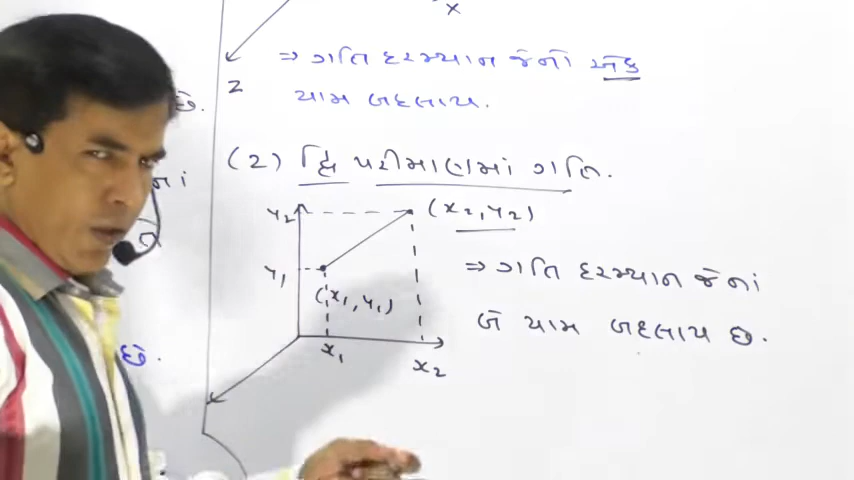 x
z
⇒ ગતિ દરમ્યાન જેનો એક
યામ બદલાય.
છે.
(2) દ્વિ પરીમાણમાં ગતિ.
y₂
(x₂, y₂)
y₁
(x₁, y₁)
x₁
x₂
⇒ ગતિ દરમ્યાન જેનાં
બે યામ બદલાય છે.
છે.